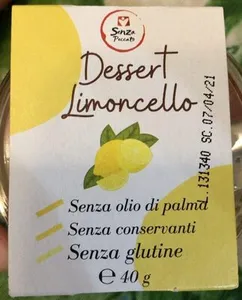 Senza
Peccato
Dessert
Limoncello
L.131340 SC.07/04/21
Senza olio di palma
Senza conservanti
Senza glutine
℮ 40 g